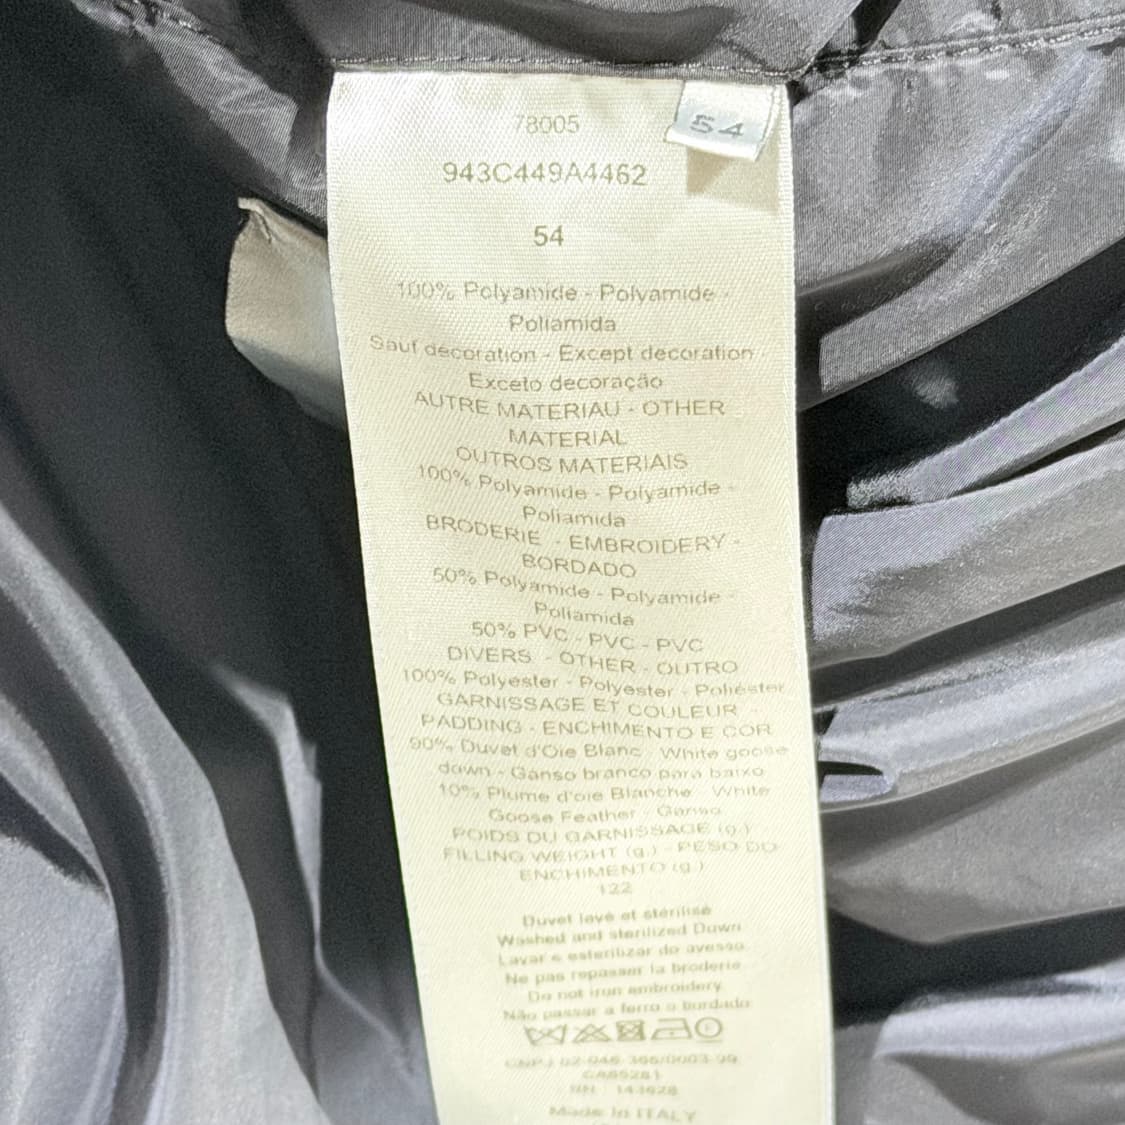 78005
54
943C449A4462
54
100% Polyamide - Polyamide -
Poliamida
Sauf decoration - Except decoration -
Exceto decoração
AUTRE MATERIAU - OTHER
MATERIAL
OUTROS MATERIAIS
100% Polyamide - Polyamide -
Poliamida
BRODERIE - EMBROIDERY -
BORDADO
50% Polyamide - Polyamide -
Poliamida
50% PVC - PVC - PVC
DIVERS - OTHER - OUTRO
100% Polyester - Polyester - Poliéster
GARNISSAGE ET COULEUR -
PADDING - ENCHIMENTO E COR
90% Duvet d'Oie Blanc - White goose
down - Ganso branco para baixo
10% Plume d'oie Blanche - White
Goose Feather - Ganso
POIDS DU GARNISSAGE (g.) -
FILLING WEIGHT (g.) - PESO DO
ENCHIMENTO (g.)
122
Duvet lavé et stérilisé
Washed and sterilized Down
Lavar e esterilizar do avesso
Ne pas repasser la broderie
Do not iron embroidery
Não passar a ferro o bordado
CNPJ
Made in ITALY